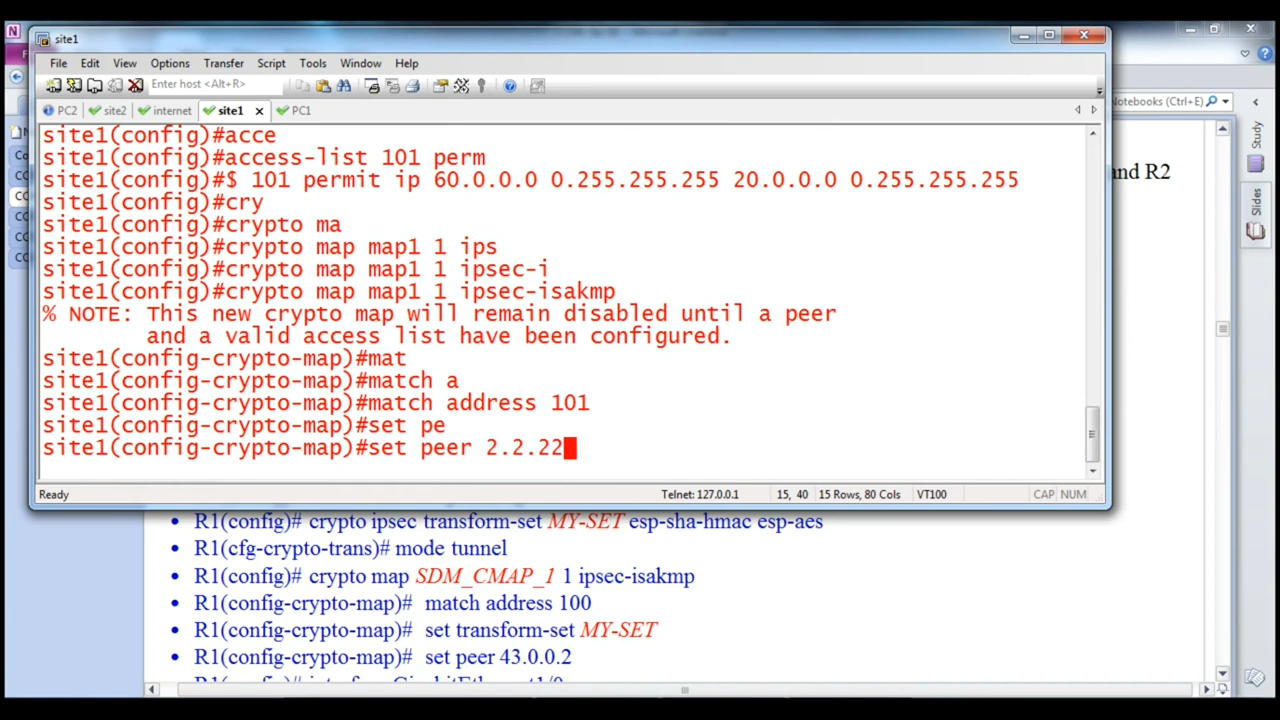 site1
File Edit View Options Transfer Script Tools Window Help
Enter host <Alt+R>
Notebooks (Ctrl+E)
PC2 site2 internet site1 PC1
site1(config)#acce
site1(config)#access-list 101 perm
site1(config)#$ 101 permit ip 60.0.0.0 0.255.255.255 20.0.0.0 0.255.255.255
site1(config)#cry
site1(config)#crypto ma
site1(config)#crypto map map1 1 ips
site1(config)#crypto map map1 1 ipsec-i
site1(config)#crypto map map1 1 ipsec-isakmp
% NOTE: This new crypto map will remain disabled until a peer
and a valid access list have been configured.
site1(config-crypto-map)#mat
site1(config-crypto-map)#match a
site1(config-crypto-map)#match address 101
site1(config-crypto-map)#set pe
site1(config-crypto-map)#set peer 2.2.22
Ready Telnet: 127.0.0.1 15, 40 15 Rows, 80 Cols VT100 CAP NUM
and R2
Study
Slides
• R1(config)# crypto ipsec transform-set MY-SET esp-sha-hmac esp-aes
• R1(cfg-crypto-trans)# mode tunnel
• R1(config)# crypto map SDM_CMAP_1 1 ipsec-isakmp
• R1(config-crypto-map)# match address 100
• R1(config-crypto-map)# set transform-set MY-SET
• R1(config-crypto-map)# set peer 43.0.0.2